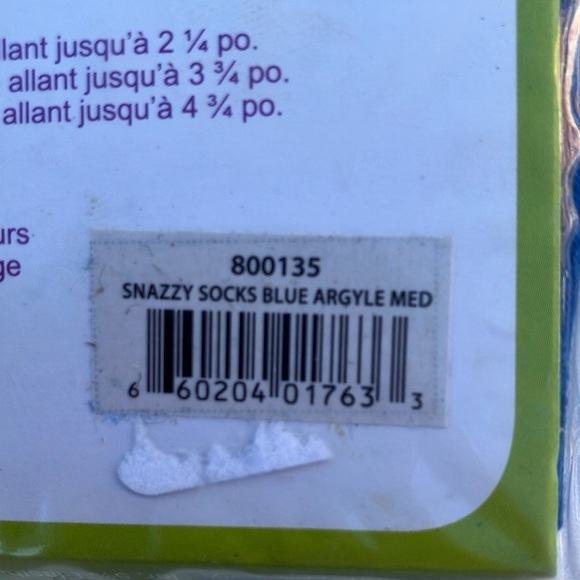 llant jusqu'à 2 ¼ po.
allant jusqu'à 3 ¾ po.
allant jusqu'à 4 ¾ po.
urs
ge
800135
SNAZZY SOCKS BLUE ARGYLE MED
6 60204 01763 3